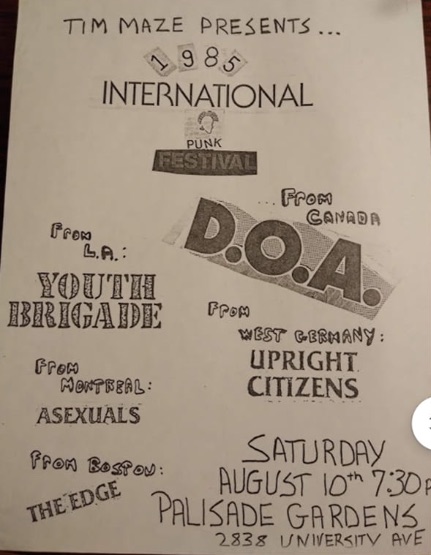 TIM MAZE PRESENTS...
1985
INTERNATIONAL
PUNK
FESTIVAL
...FROM
CANADA
D.O.A.
FROM
L.A.:
YOUTH
BRIGADE
FROM
WEST GERMANY:
UPRIGHT
CITIZENS
FROM
MONTREAL:
ASEXUALS
FROM BOSTON:
THE EDGE
SATURDAY
AUGUST 10th 7:30P
PALISADE GARDENS
2838 UNIVERSITY AVE